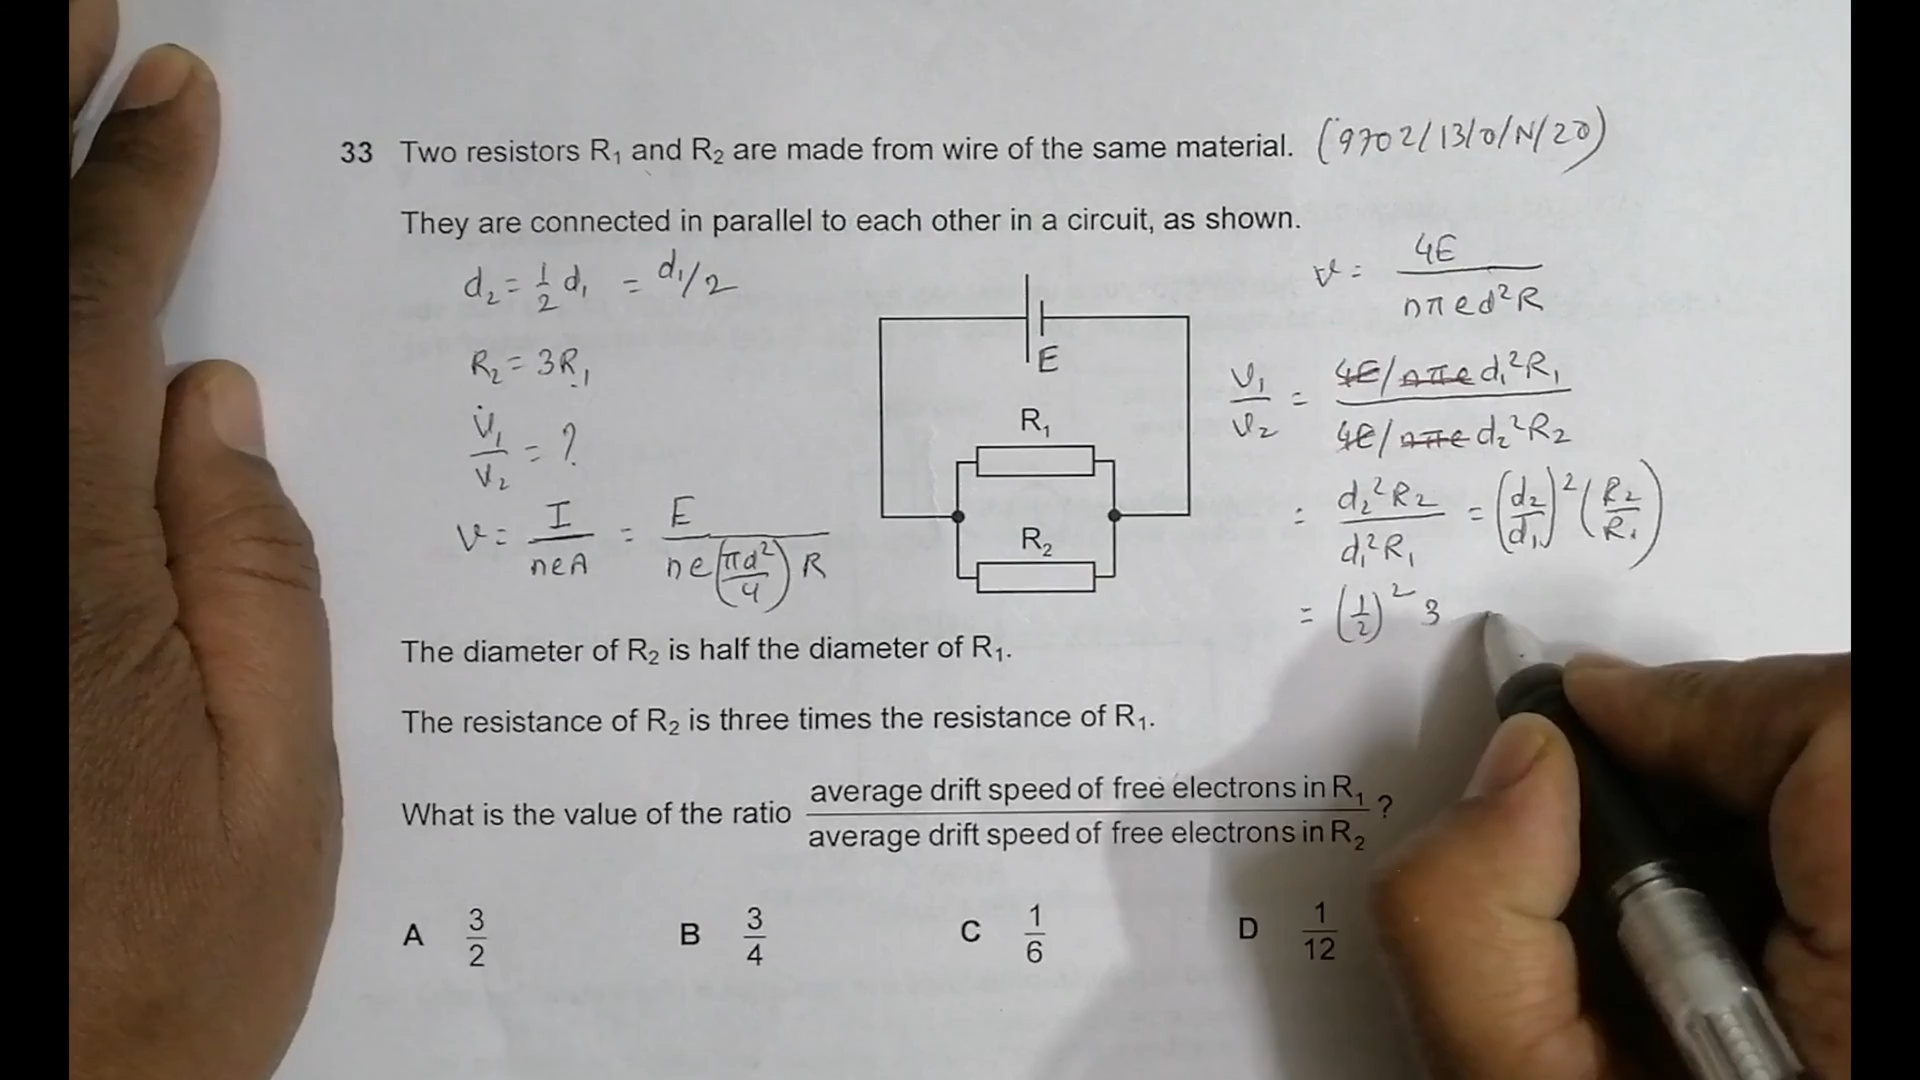 33 Two resistors R₁ and R₂ are made from wire of the same material. (9702/13/O/N/20)
They are connected in parallel to each other in a circuit, as shown.
d₂ = 1/2 d₁ = d₁/2
R₂ = 3R₁
V₁/V₂ = ?
v = I/neA = E/ne(πd²/4)R
E
R₁
R₂
v = 4E/nπed²R
V₁/V₂ = 4E/nπed₁²R₁ / 4E/nπed₂²R₂
= d₂²R₂/d₁²R₁ = (d₂/d₁)²(R₂/R₁)
= (1/2)² 3
The diameter of R₂ is half the diameter of R₁.
The resistance of R₂ is three times the resistance of R₁.
What is the value of the ratio average drift speed of free electrons in R₁ / average drift speed of free electrons in R₂ ?
A 3/2 B 3/4 C 1/6 D 1/12